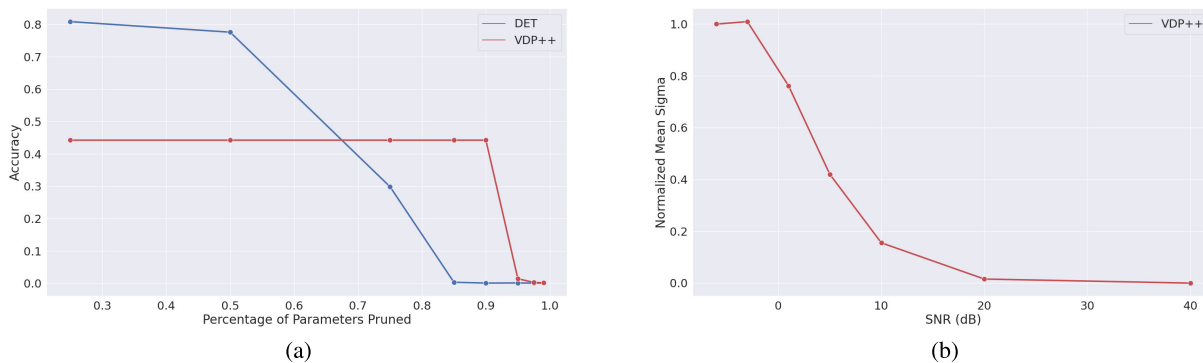 0.8
0.7
0.6
0.5
0.4
0.3
0.2
0.1
0.0
Accuracy
DET
VDP++
0.3 0.4 0.5 0.6 0.7 0.8 0.9 1.0
Percentage of Parameters Pruned
(a)
1.0
0.8
0.6
0.4
0.2
0.0
Normalized Mean Sigma
VDP++
0 10 20 30 40
SNR (dB)
(b)